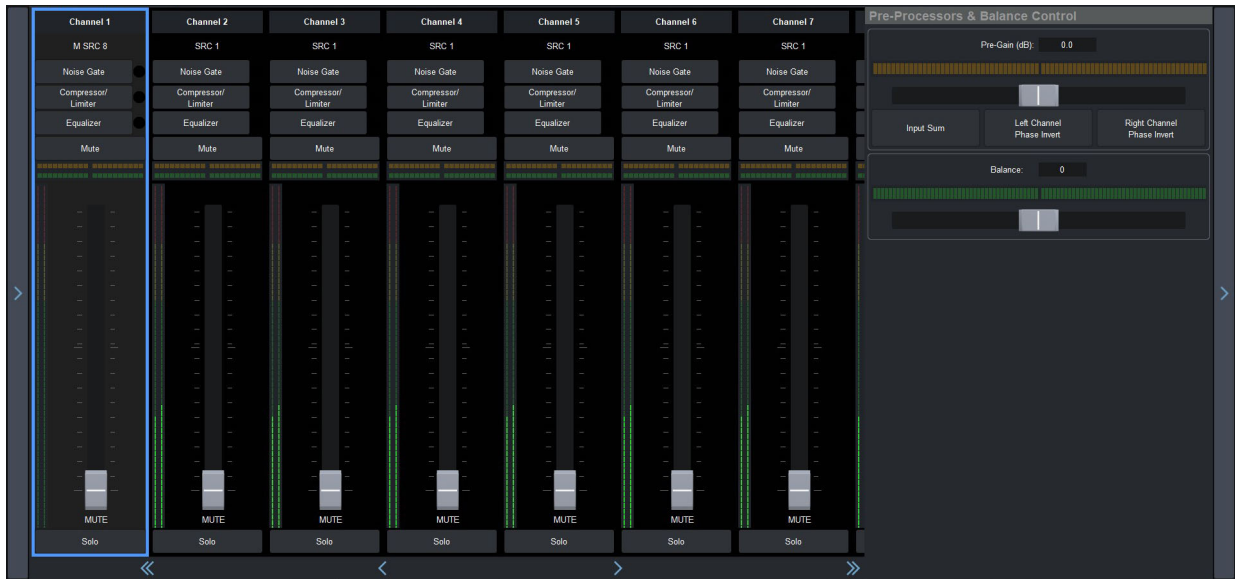 Channel 1 Channel 2 Channel 3 Channel 4 Channel 5 Channel 6 Channel 7
M SRC 8 SRC 1 SRC 1 SRC 1 SRC 1 SRC 1 SRC 1
Noise Gate Noise Gate Noise Gate Noise Gate Noise Gate Noise Gate Noise Gate
Compressor/ Compressor/ Compressor/ Compressor/ Compressor/ Compressor/ Compressor/
Limiter Limiter Limiter Limiter Limiter Limiter Limiter
Equalizer Equalizer Equalizer Equalizer Equalizer Equalizer Equalizer
Mute Mute Mute Mute Mute Mute Mute
MUTE MUTE MUTE MUTE MUTE MUTE MUTE
Solo Solo Solo Solo Solo Solo Solo
Pre-Processors & Balance Control
Pre-Gain (dB): 0.0
Input Sum
Left Channel
Phase Invert
Right Channel
Phase Invert
Balance: 0